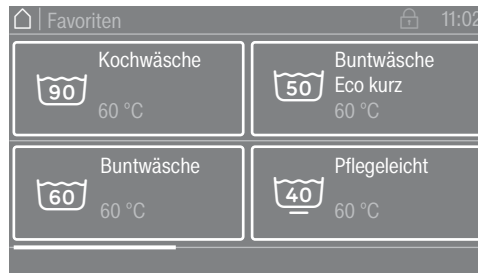 Favoriten 11:02
Kochwäsche
90
60 °C
Buntwäsche
Eco kurz
50
60 °C
Buntwäsche
60
60 °C
Pflegeleicht
40
60 °C